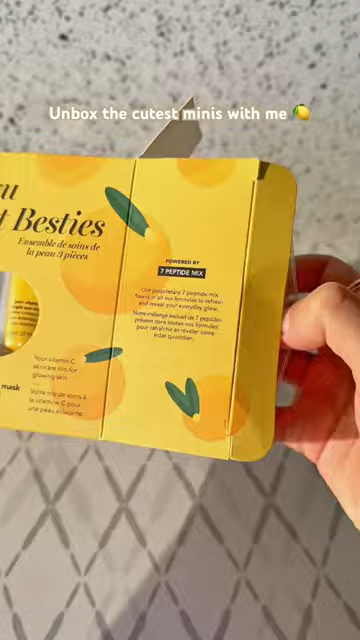 Unbox the cutest minis with me 🍋
t Besties
Ensemble de soins de
la peau 3 pièces
POWERED BY
7 PEPTIDE MIX
Our proprietary 7 peptide mix
found in all our formulas to refresh
and reveal your everyday glow.
Notre mélange exclusif de 7 peptides
présent dans toutes nos formules
pour rafraîchir et révéler votre
éclat quotidien.
Your vitamin C
skincare trio for
glowing skin
mask
Votre trio de soins à
la vitamine C pour
une peau éclatante